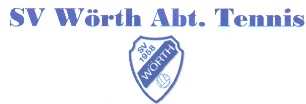 SV Wörth Abt. Tennis
SV
1958
WÖRTH